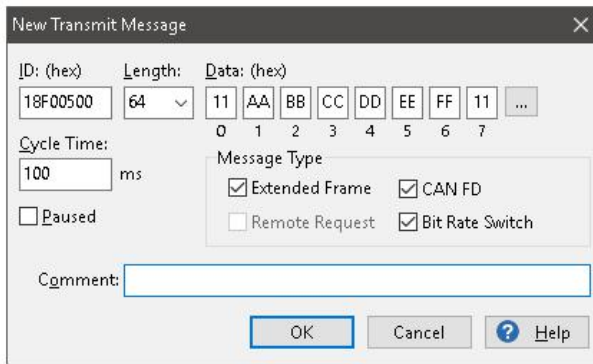 New Transmit Message
ID: (hex) Length: Data: (hex)
18F00500 64 11 AA BB CC DD EE FF 11 ...
0 1 2 3 4 5 6 7
Cycle Time:
100 ms
Message Type
Extended Frame CAN FD
Paused
Remote Request Bit Rate Switch
Comment:
OK Cancel ? Help